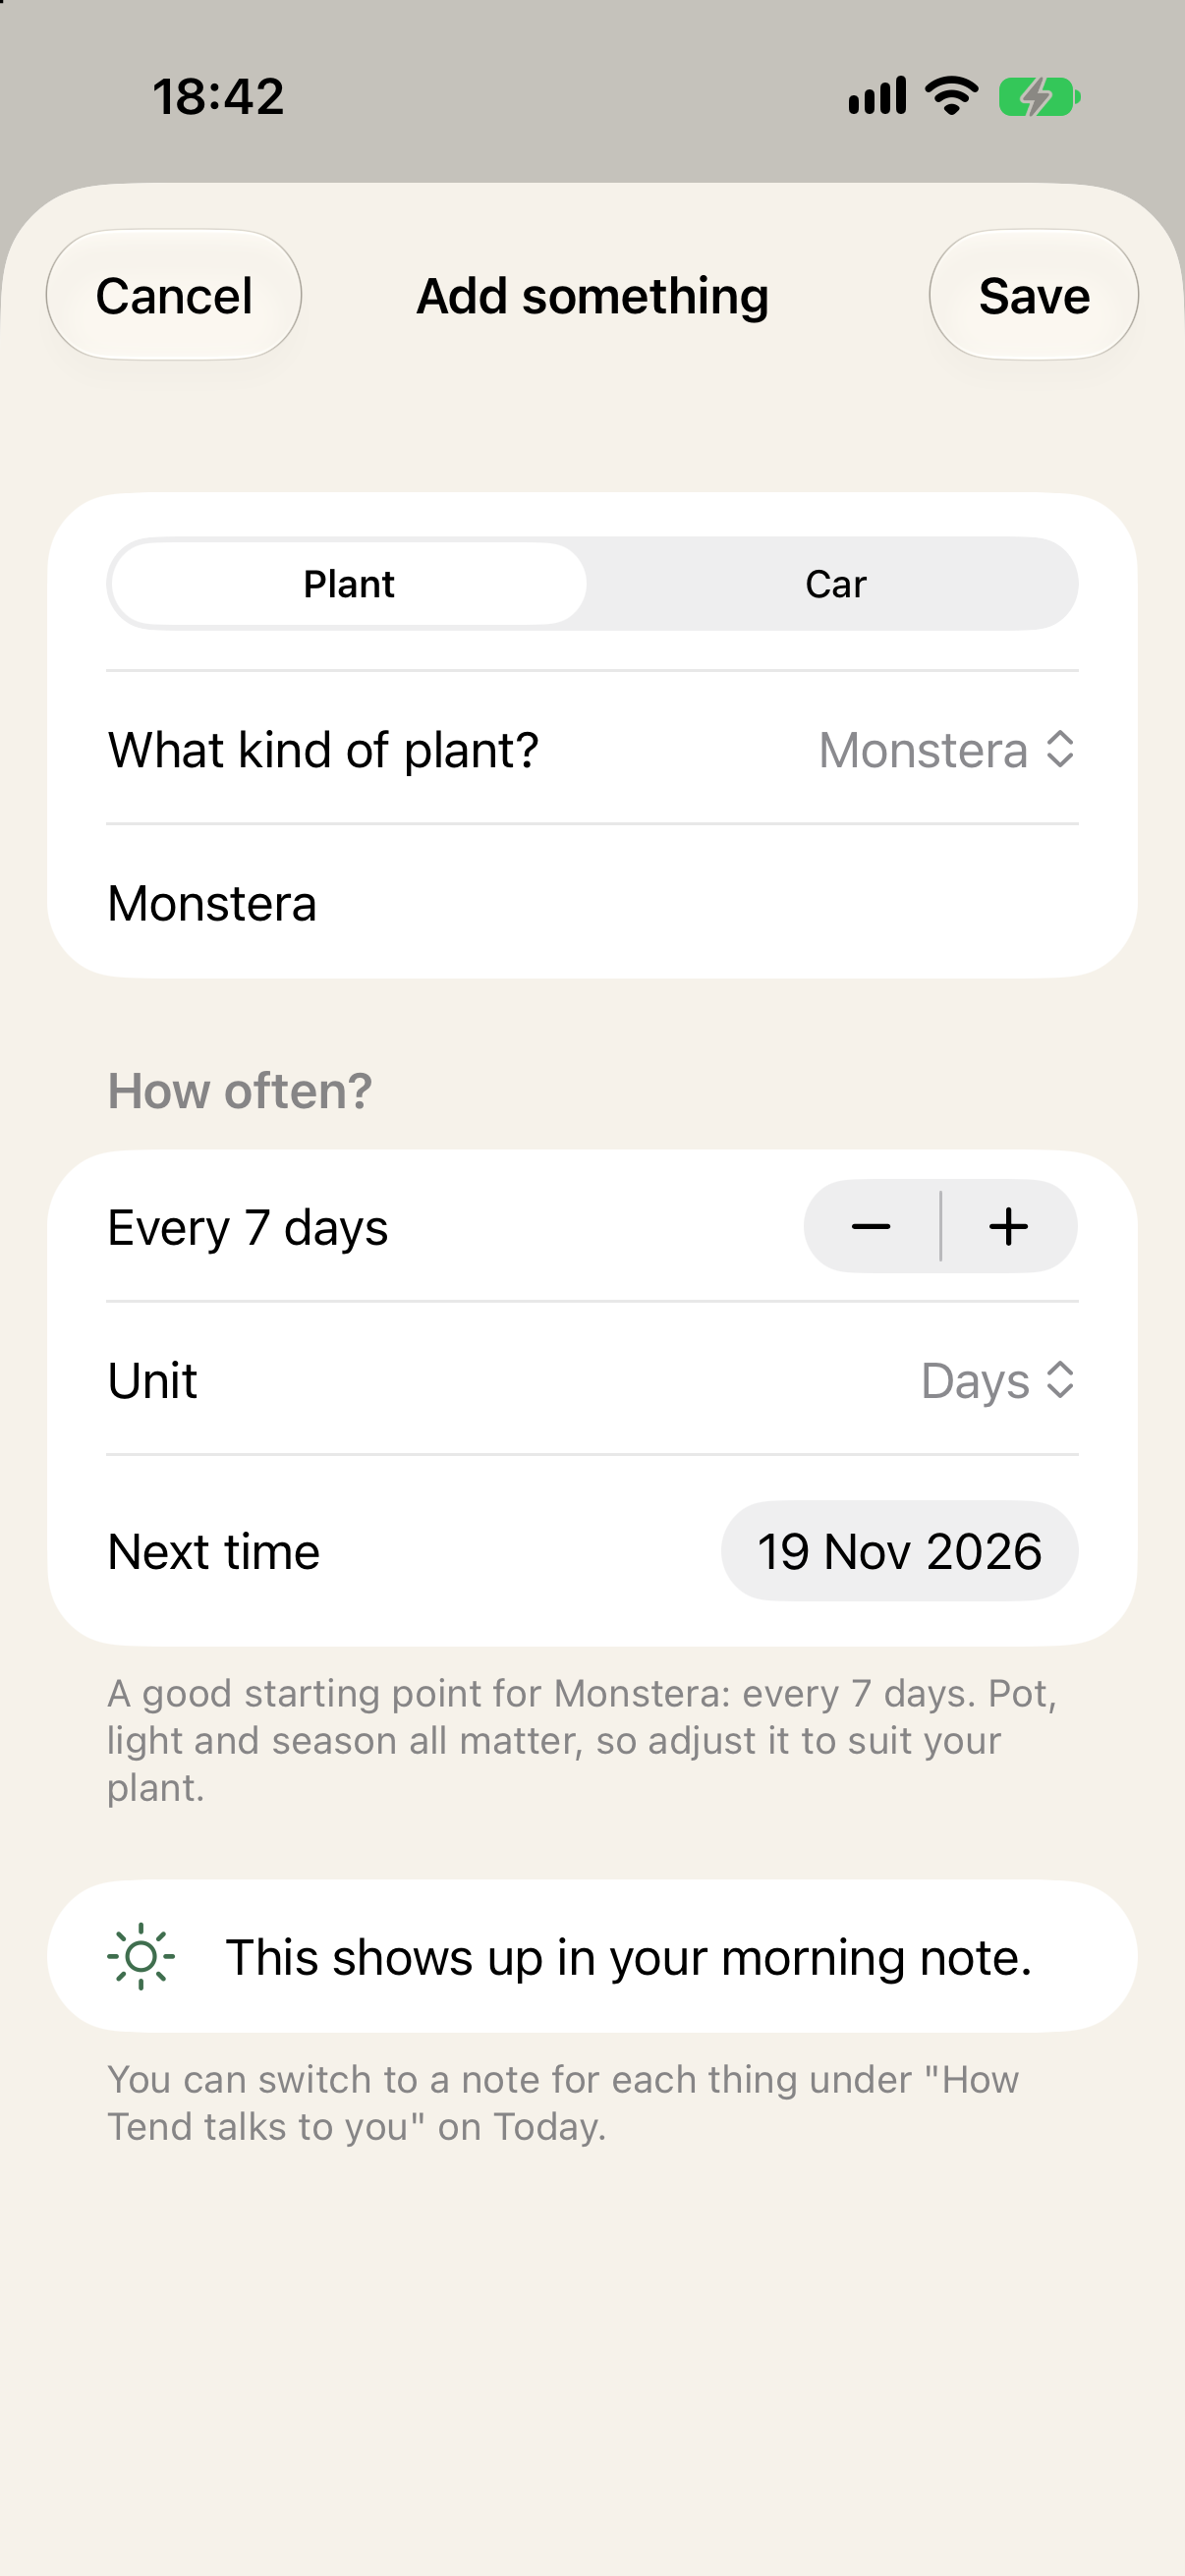 18:42
Cancel
Add something
Save
Plant
Car
What kind of plant?
Monstera
Monstera
How often?
Every 7 days
Unit
Days
Next time
19 Nov 2026
A good starting point for Monstera: every 7 days. Pot,
light and season all matter, so adjust it to suit your
plant.
This shows up in your morning note.
You can switch to a note for each thing under "How
Tend talks to you" on Today.